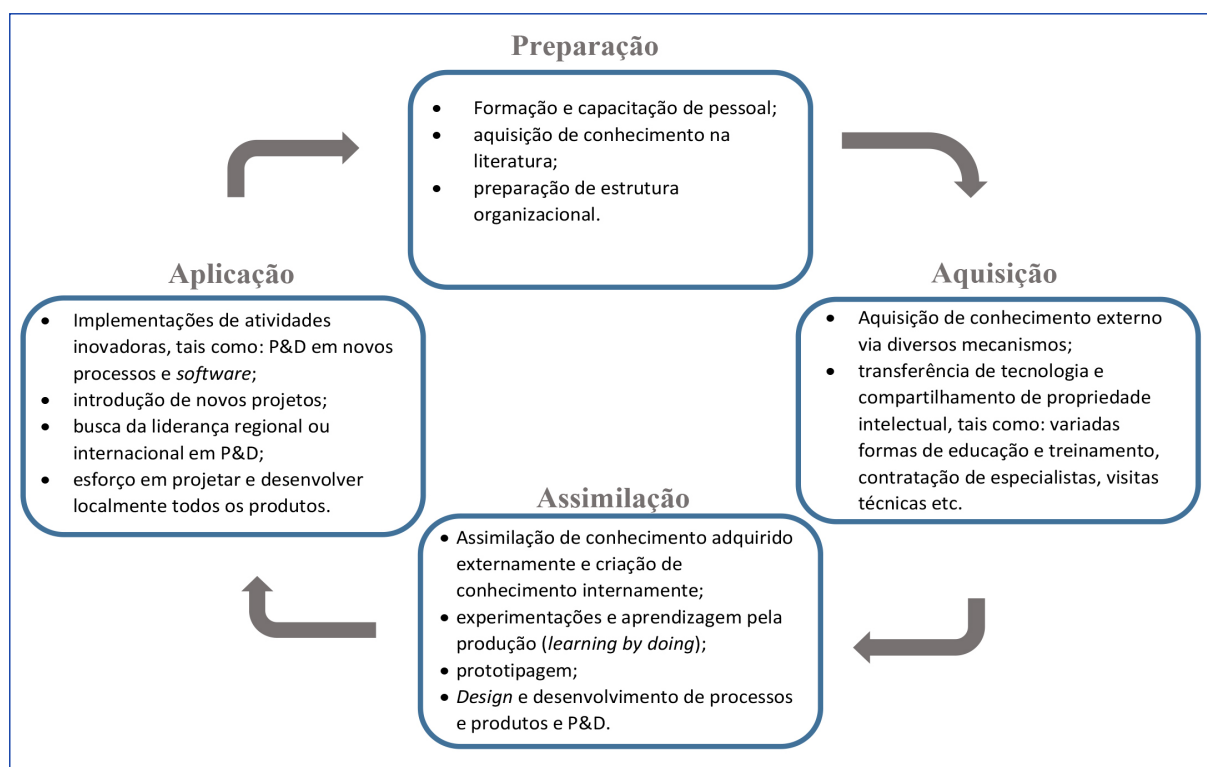 Preparação
• Formação e capacitação de pessoal;
• aquisição de conhecimento na
literatura;
• preparação de estrutura
organizacional.
Aquisição
• Aquisição de conhecimento externo
via diversos mecanismos;
• transferência de tecnologia e
compartilhamento de propriedade
intelectual, tais como: variadas
formas de educação e treinamento,
contratação de especialistas, visitas
técnicas etc.
Assimilação
• Assimilação de conhecimento adquirido
externamente e criação de
conhecimento internamente;
• experimentações e aprendizagem pela
produção (learning by doing);
• prototipagem;
• Design e desenvolvimento de processos
e produtos e P&D.
Aplicação
• Implementações de atividades
inovadoras, tais como: P&D em novos
processos e software;
• introdução de novos projetos;
• busca da liderança regional ou
internacional em P&D;
• esforço em projetar e desenvolver
localmente todos os produtos.